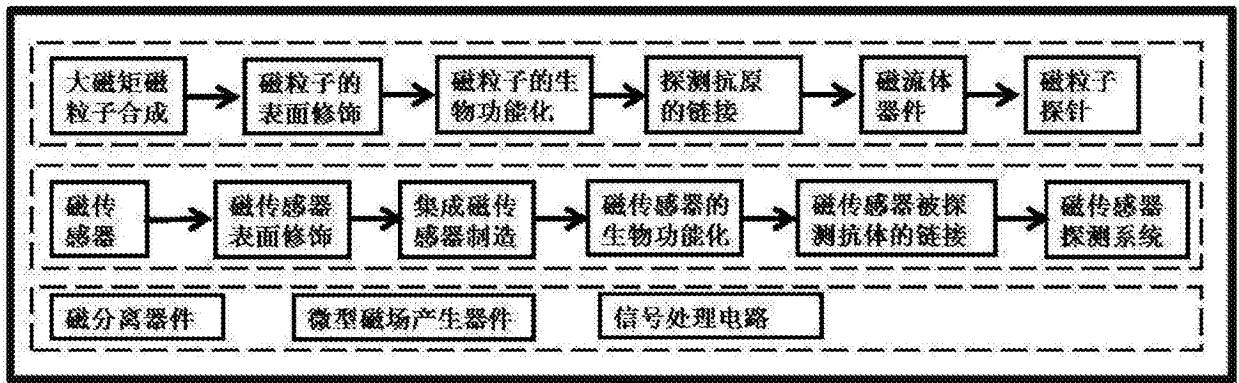 大磁矩磁
粒子合成
磁粒子的
表面修饰
磁粒子的生
物功能化
探测抗原
的链接
磁流体
器件
磁粒子
探针
磁传
感器
磁传感器
表面修饰
集成磁传
感器制造
磁传感器的
生物功能化
磁传感器被探
测抗体的链接
磁传感器
探测系统
磁分离器件
微型磁场产生器件
信号处理电路